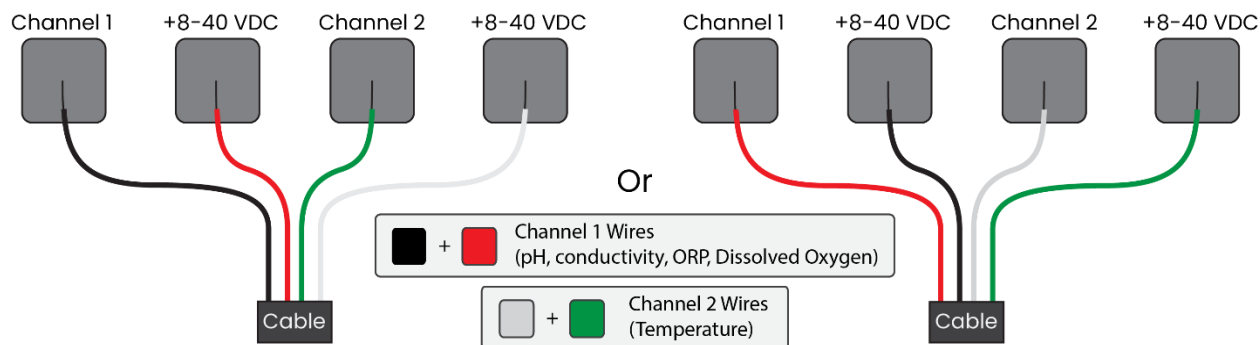 Channel 1 +8-40 VDC Channel 2 +8-40 VDC Channel 1 +8-40 VDC Channel 2 +8-40 VDC
Or
Channel 1 Wires
+
(pH, conductivity, ORP, Dissolved Oxygen)
Channel 2 Wires
+
(Temperature)
Cable Cable